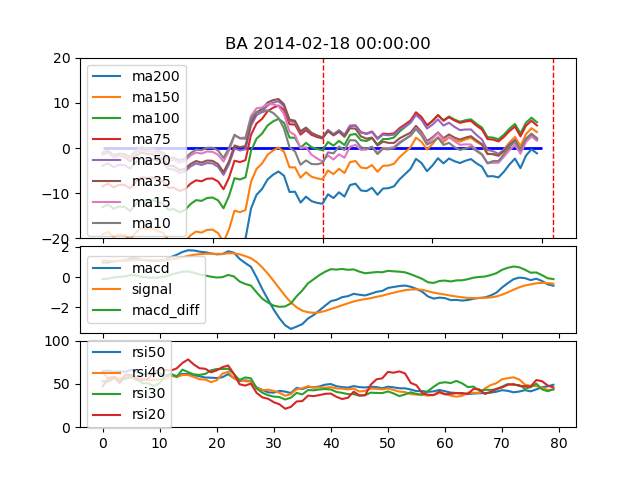 BA 2014-02-18 00:00:00
20
10
0
−10
−20
ma200
ma150
ma100
ma75
ma50
ma35
ma15
ma10
2
0
−2
macd
signal
macd_diff
100
50
0
rsi50
rsi40
rsi30
rsi20
0 10 20 30 40 50 60 70 80